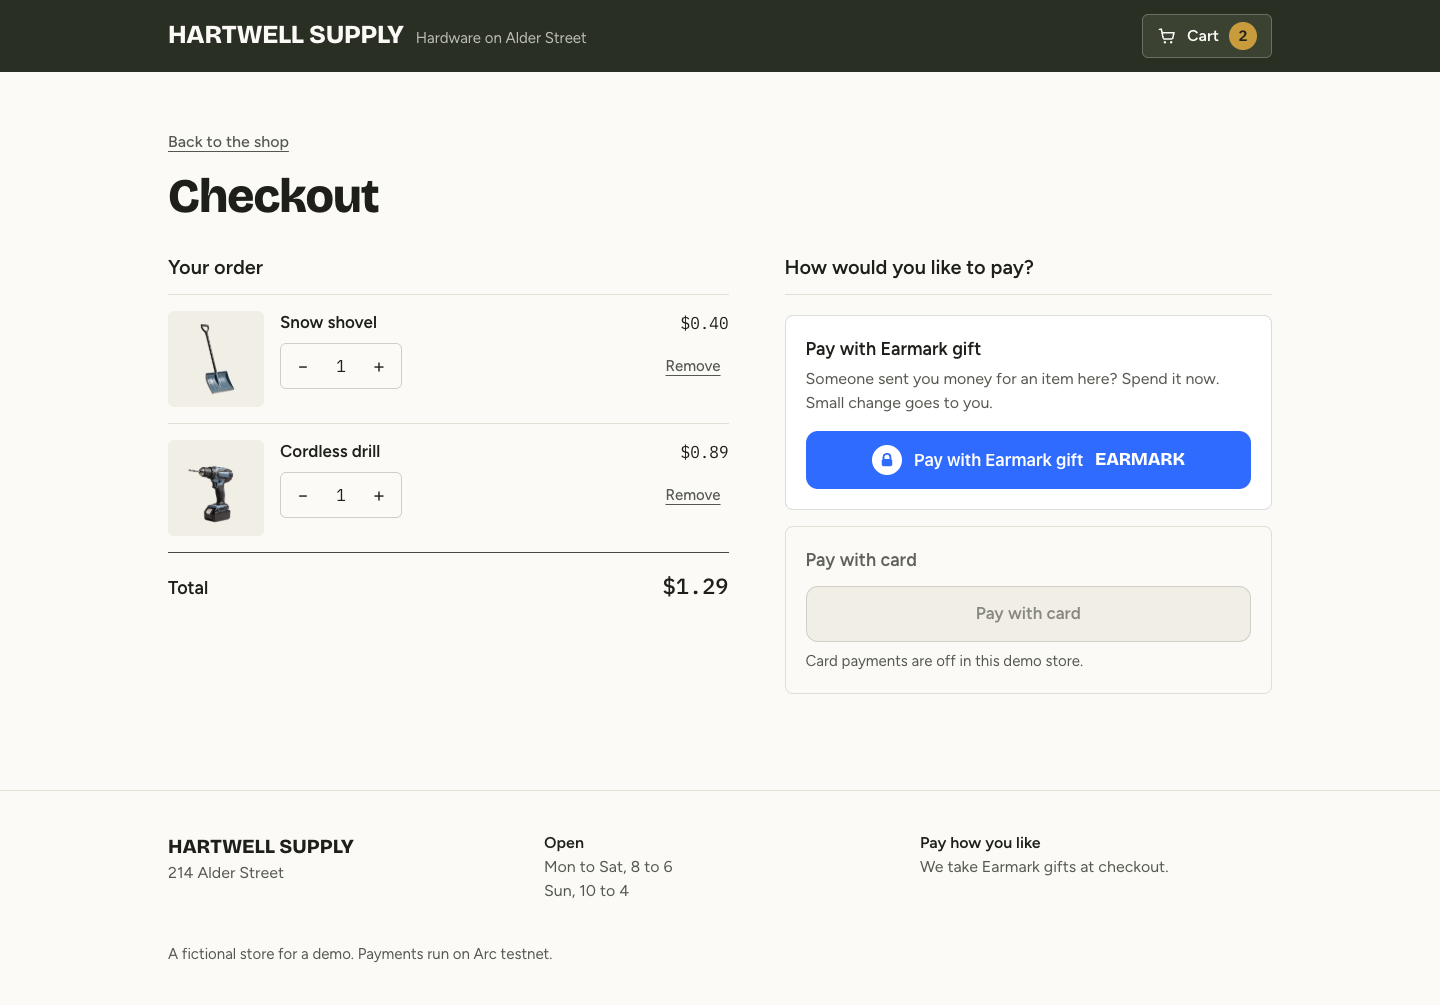 HARTWELL SUPPLY Hardware on Alder Street
Cart 2
Back to the shop
Checkout
Your order
Snow shovel $0.40
− 1 + Remove
Cordless drill $0.89
− 1 + Remove
Total $1.29
How would you like to pay?
Pay with Earmark gift
Someone sent you money for an item here? Spend it now.
Small change goes to you.
Pay with Earmark gift EARMARK
Pay with card
Pay with card
Card payments are off in this demo store.
HARTWELL SUPPLY
214 Alder Street
Open
Mon to Sat, 8 to 6
Sun, 10 to 4
Pay how you like
We take Earmark gifts at checkout.
A fictional store for a demo. Payments run on Arc testnet.